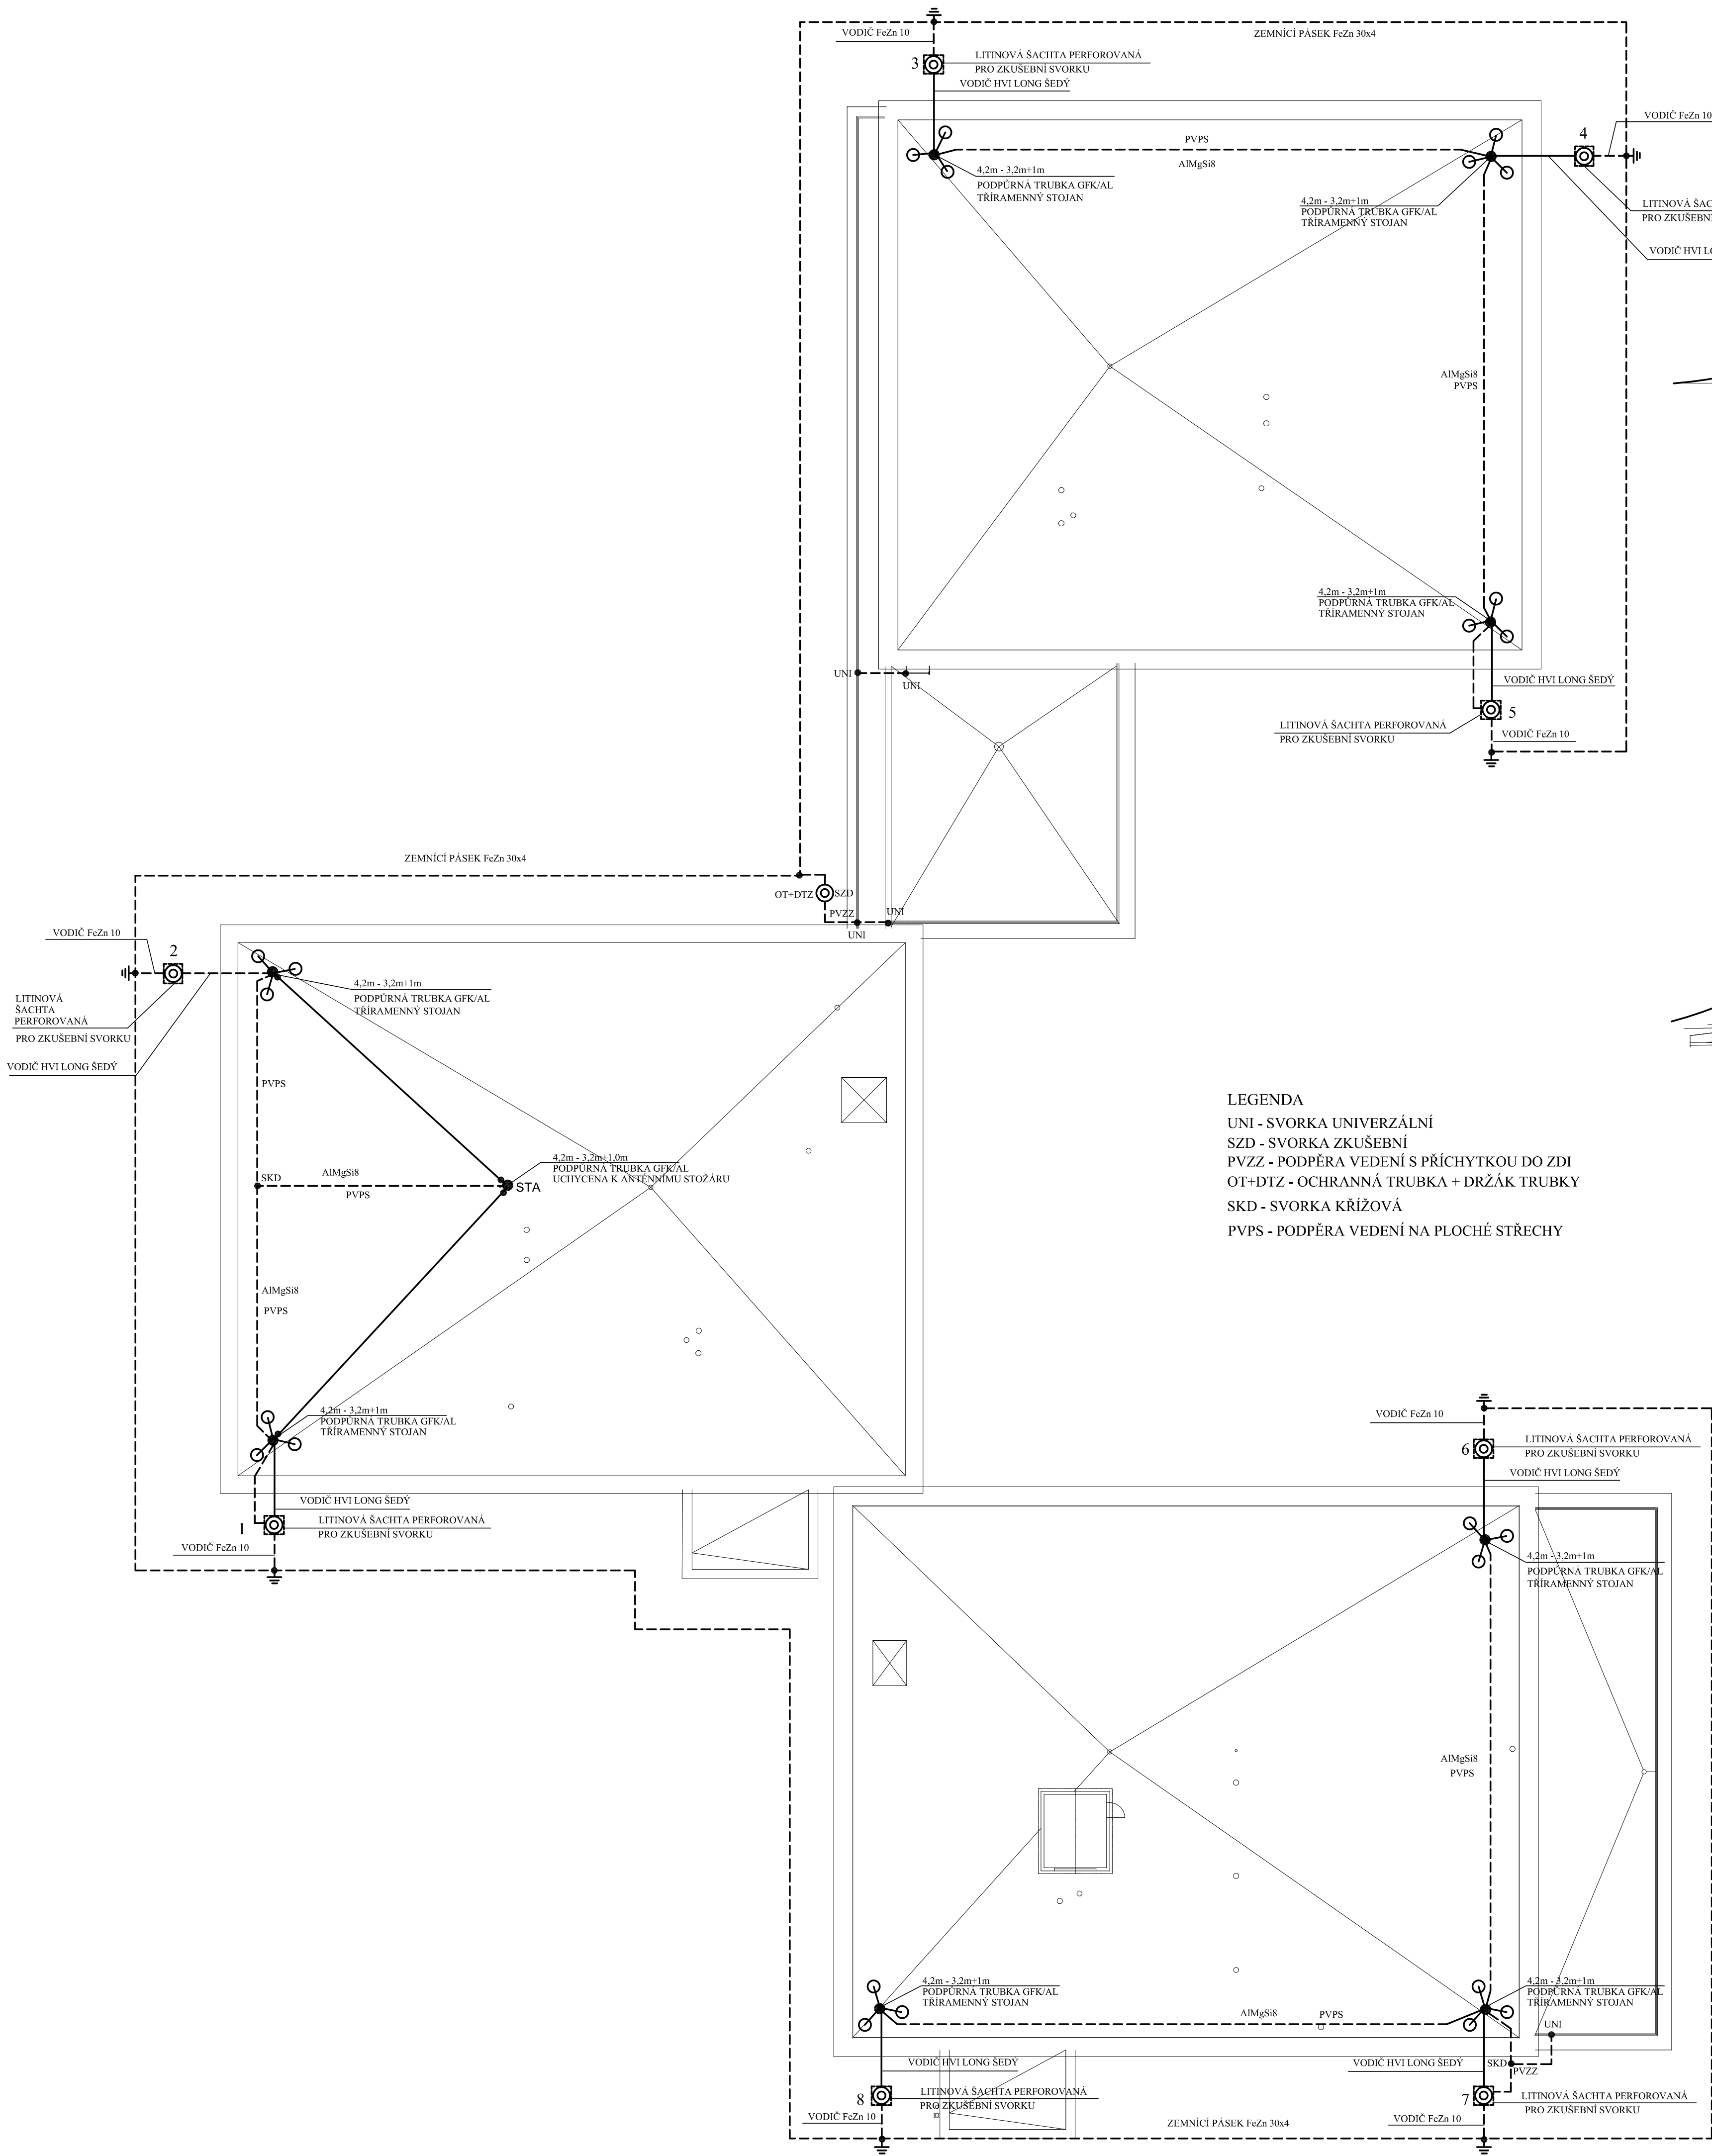 VODIČ FeZn 10
ZEMNÍCÍ PÁSEK FeZn 30x4
3
LITINOVÁ ŠACHTA PERFOROVANÁ
PRO ZKUŠEBNÍ SVORKU
VODIČ HVI LONG ŠEDÝ
VODIČ FeZn 10
4
PVPS
AlMgSi8
4,2m - 3,2m+1m
PODPŮRNÁ TRUBKA GFK/AL
TŘÍRAMENNÝ STOJAN
4,2m - 3,2m+1m
PODPŮRNÁ TRUBKA GFK/AL
TŘÍRAMENNÝ STOJAN
LITINOVÁ ŠAC
PRO ZKUŠEBNÍ
VODIČ HVI LO
AlMgSi8
PVPS
4,2m - 3,2m+1m
PODPŮRNÁ TRUBKA GFK/AL
TŘÍRAMENNÝ STOJAN
UNI
UNI
VODIČ HVI LONG ŠEDÝ
5
LITINOVÁ ŠACHTA PERFOROVANÁ
PRO ZKUŠEBNÍ SVORKU
VODIČ FeZn 10
ZEMNÍCÍ PÁSEK FeZn 30x4
OT+DTZ
SZD
PVZZ
UNI
UNI
VODIČ FeZn 10
2
LITINOVÁ
ŠACHTA
PERFOROVANÁ
PRO ZKUŠEBNÍ SVORKU
VODIČ HVI LONG ŠEDÝ
4,2m - 3,2m+1m
PODPŮRNÁ TRUBKA GFK/AL
TŘÍRAMENNÝ STOJAN
PVPS
SKD
AlMgSi8
PVPS
4,2m - 3,2m+1,0m
PODPŮRNÁ TRUBKA GFK/AL
UCHYCENA K ANTÉNNÍMU STOŽÁRU
STA
AlMgSi8
PVPS
LEGENDA
UNI - SVORKA UNIVERZÁLNÍ
SZD - SVORKA ZKUŠEBNÍ
PVZZ - PODPĚRA VEDENÍ S PŘÍCHYTKOU DO ZDI
OT+DTZ - OCHRANNÁ TRUBKA + DRŽÁK TRUBKY
SKD - SVORKA KŘÍŽOVÁ
PVPS - PODPĚRA VEDENÍ NA PLOCHÉ STŘECHY
4,2m - 3,2m+1m
PODPŮRNÁ TRUBKA GFK/AL
TŘÍRAMENNÝ STOJAN
VODIČ HVI LONG ŠEDÝ
1
LITINOVÁ ŠACHTA PERFOROVANÁ
PRO ZKUŠEBNÍ SVORKU
VODIČ FeZn 10
VODIČ FeZn 10
6
LITINOVÁ ŠACHTA PERFOROVANÁ
PRO ZKUŠEBNÍ SVORKU
VODIČ HVI LONG ŠEDÝ
4,2m - 3,2m+1m
PODPŮRNÁ TRUBKA GFK/AL
TŘÍRAMENNÝ STOJAN
AlMgSi8
PVPS
4,2m - 3,2m+1m
PODPŮRNÁ TRUBKA GFK/AL
TŘÍRAMENNÝ STOJAN
AlMgSi8
PVPS
4,2m - 3,2m+1m
PODPŮRNÁ TRUBKA GFK/AL
TŘÍRAMENNÝ STOJAN
UNI
VODIČ HVI LONG ŠEDÝ
VODIČ HVI LONG ŠEDÝ
SKD
PVZZ
8
LITINOVÁ ŠACHTA PERFOROVANÁ
PRO ZKUŠEBNÍ SVORKU
VODIČ FeZn 10
ZEMNÍCÍ PÁSEK FeZn 30x4
7
LITINOVÁ ŠACHTA PERFOROVANÁ
PRO ZKUŠEBNÍ SVORKU
VODIČ FeZn 10